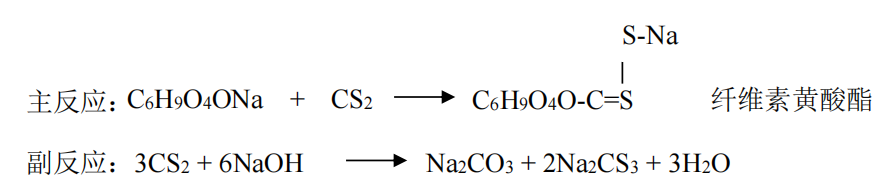 S-Na
|
主反应: C₆H₉O₄ONa + CS₂ ⟶ C₆H₉O₄O-C=S 纤维素黄酸酯
副反应: 3CS₂ + 6NaOH ⟶ Na₂CO₃ + 2Na₂CS₃ + 3H₂O